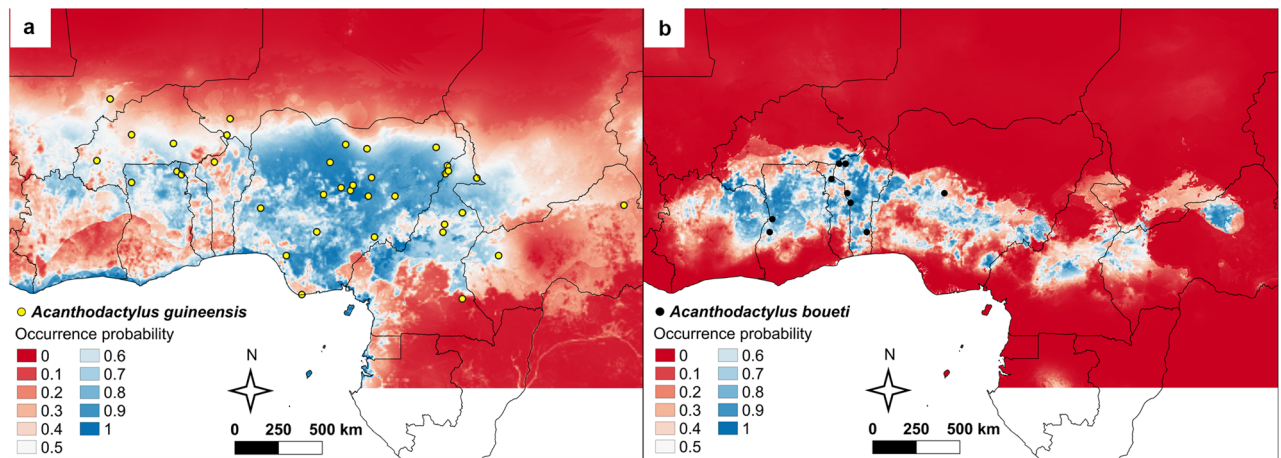 a
Acanthodactylus guineensis
Occurrence probability
0 0.6
0.1 0.7
0.2 0.8
0.3 0.9
0.4 1
0.5
N
0 250 500 km
b
Acanthodactylus boueti
Occurrence probability
0 0.6
0.1 0.7
0.2 0.8
0.3 0.9
0.4 1
0.5
N
0 250 500 km